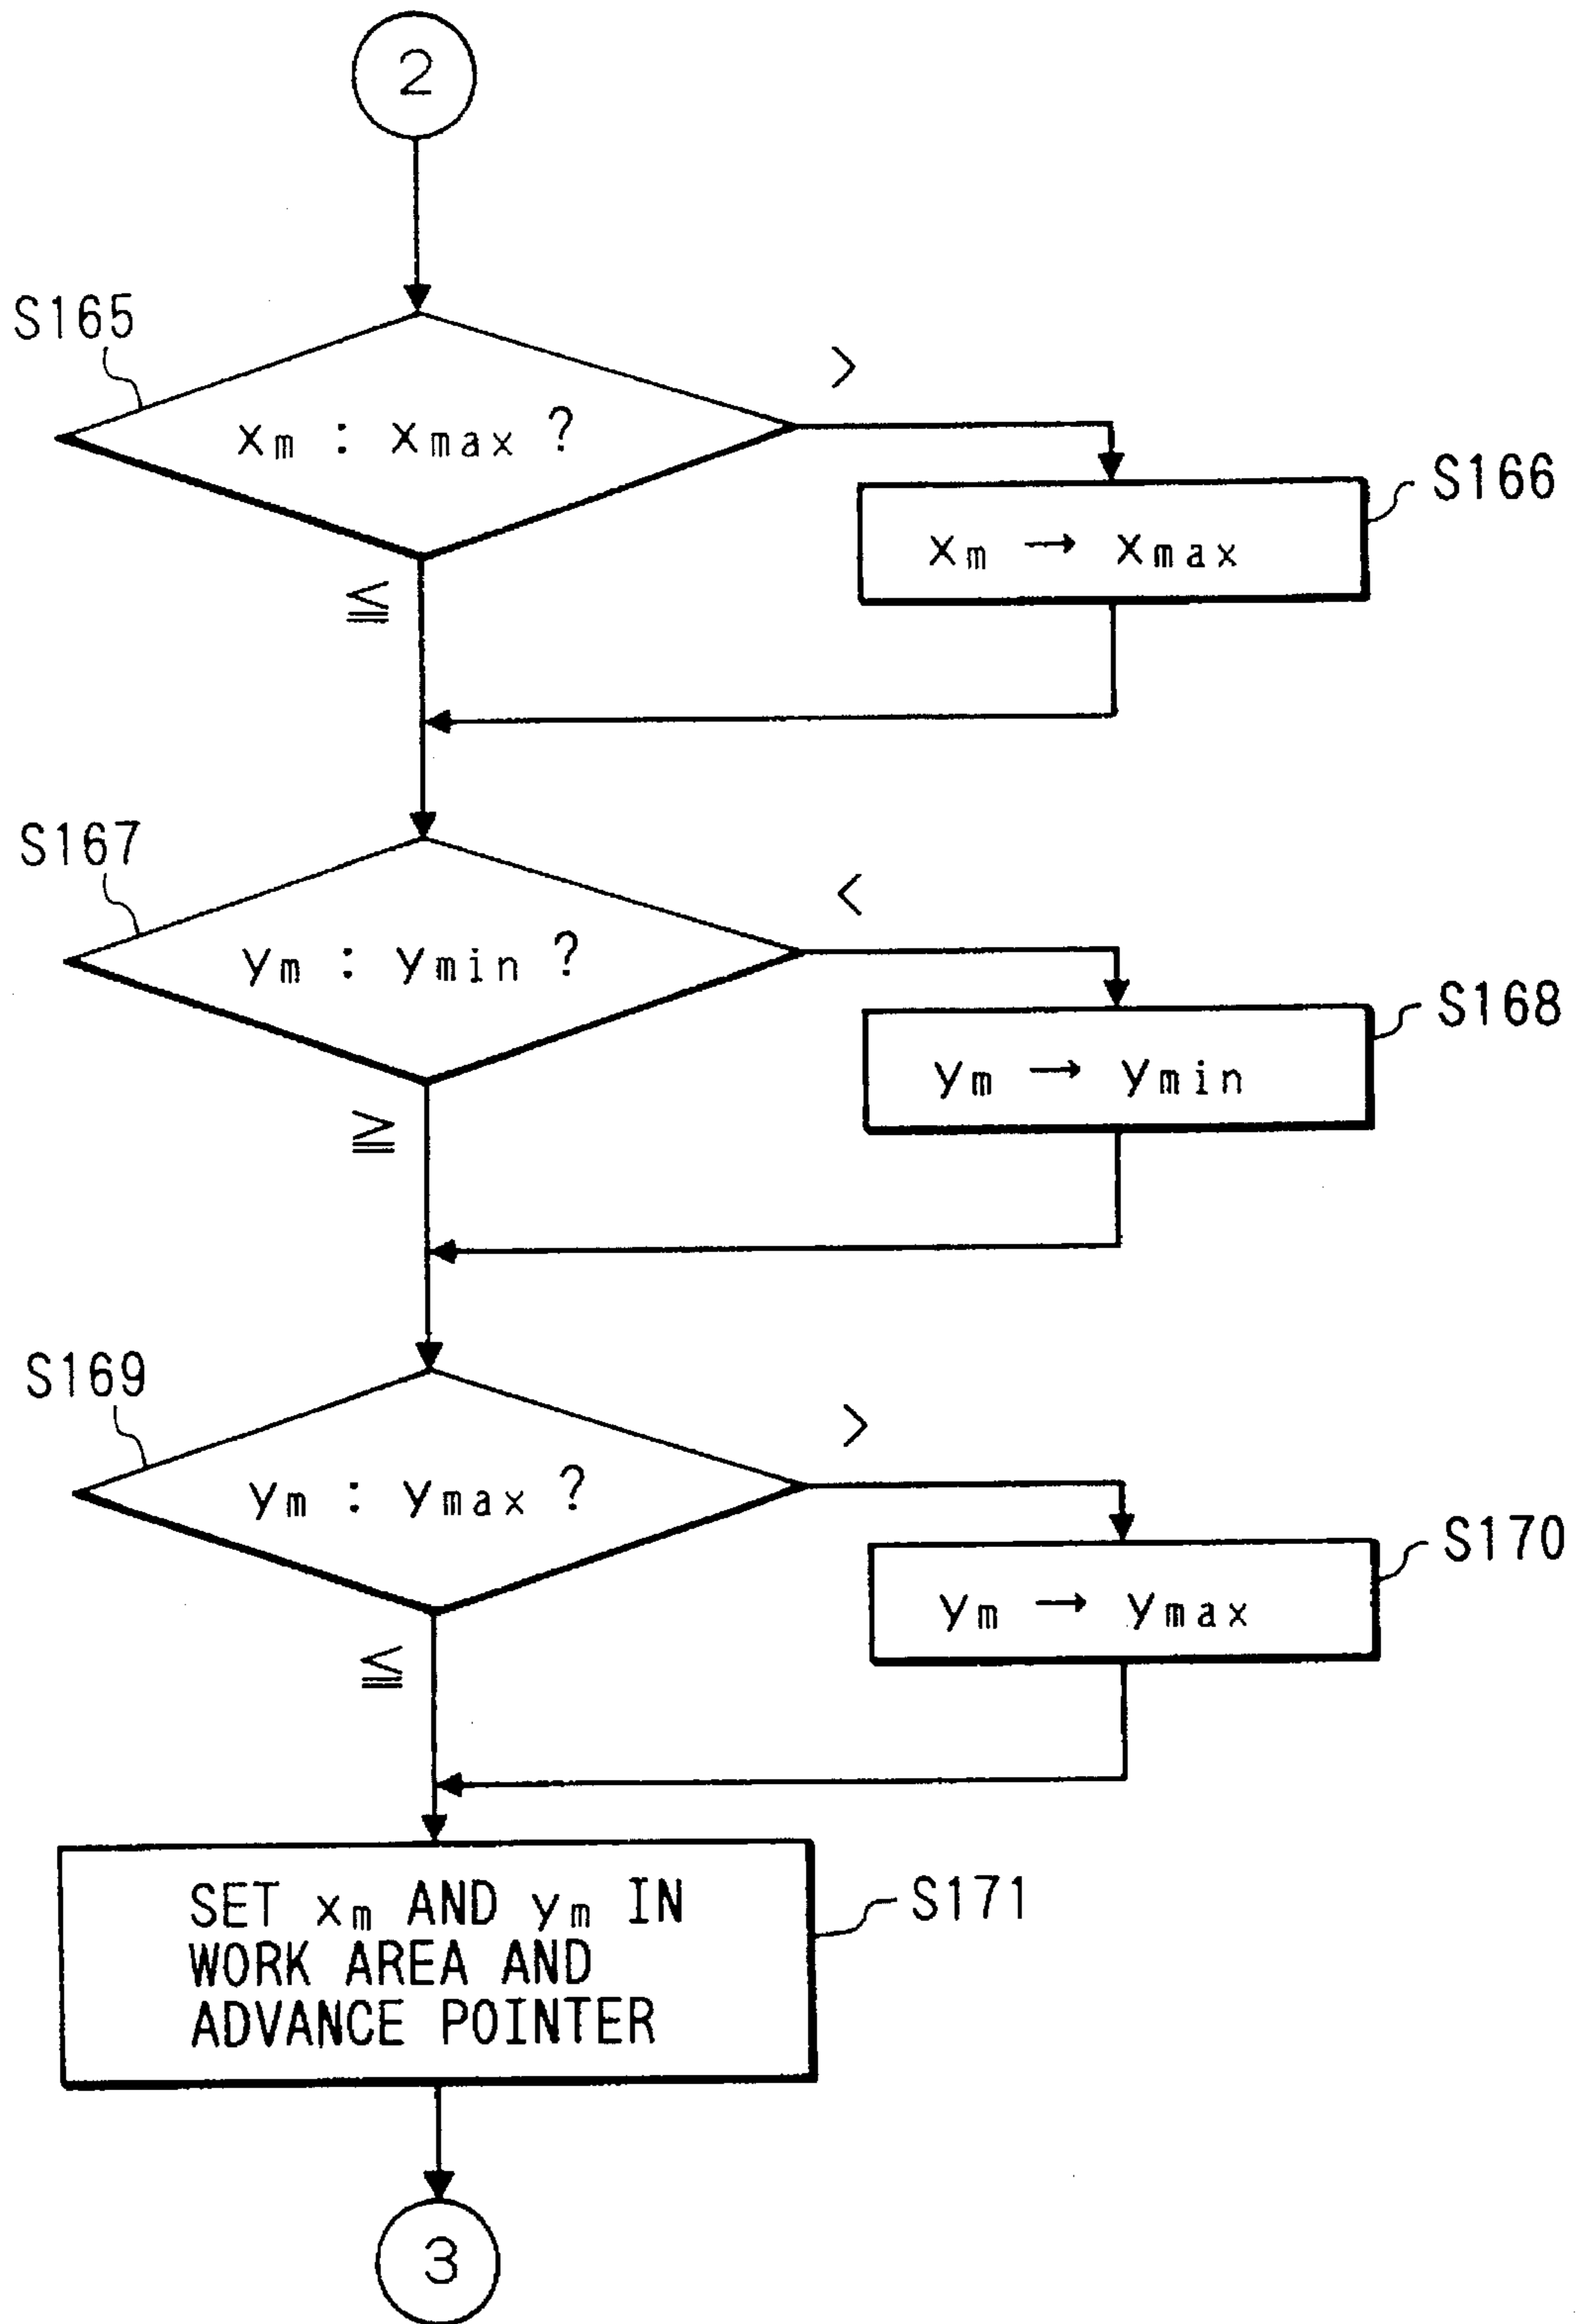 2
S165
xm : xmax ?
>
S166
xm → xmax
≦
S167
ym : ymin ?
<
S168
ym → ymin
≧
S169
ym : ymax ?
>
S170
ym → ymax
≦
SET xm AND ym IN
WORK AREA AND
ADVANCE POINTER
S171
3